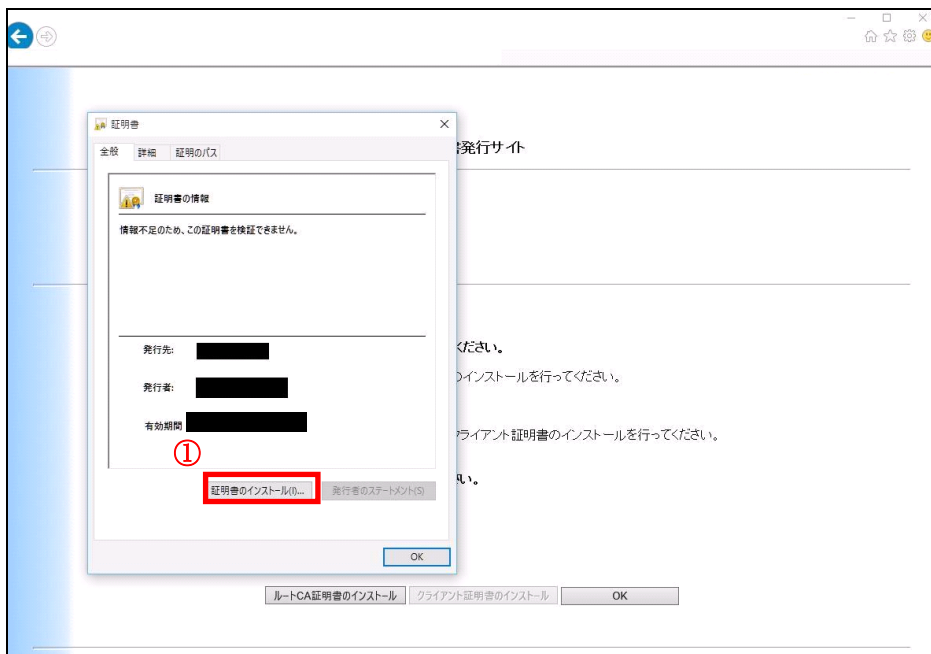 証明書
全般 詳細 証明のパス
発行サイト
証明書の情報
情報不足のため、この証明書を検証できません。
発行先:
ください。
のインストールを行ってください。
発行者:
有効期間
クライアント証明書のインストールを行ってください。
①
さい。
証明書のインストール(I)... 発行者のステートメント(S)
OK
ルートCA証明書のインストール クライアント証明書のインストール OK